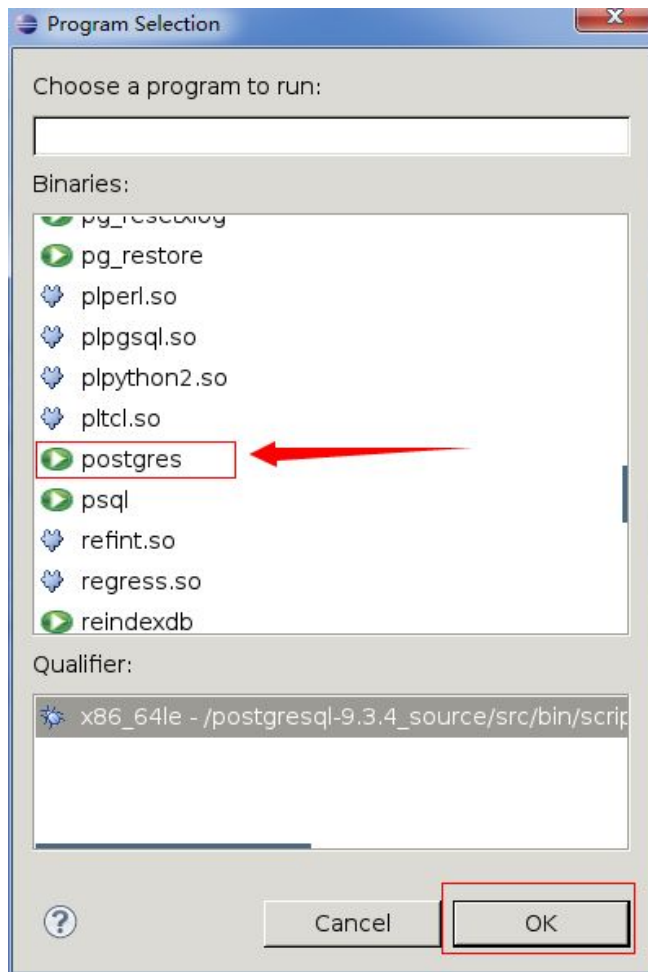 Program Selection
Choose a program to run:
Binaries:
pg_resetxlog
pg_restore
plperl.so
plpgsql.so
plpython2.so
pltcl.so
postgres
psql
refint.so
regress.so
reindexdb
Qualifier:
x86_64le - /postgresql-9.3.4_source/src/bin/scrip
Cancel
OK